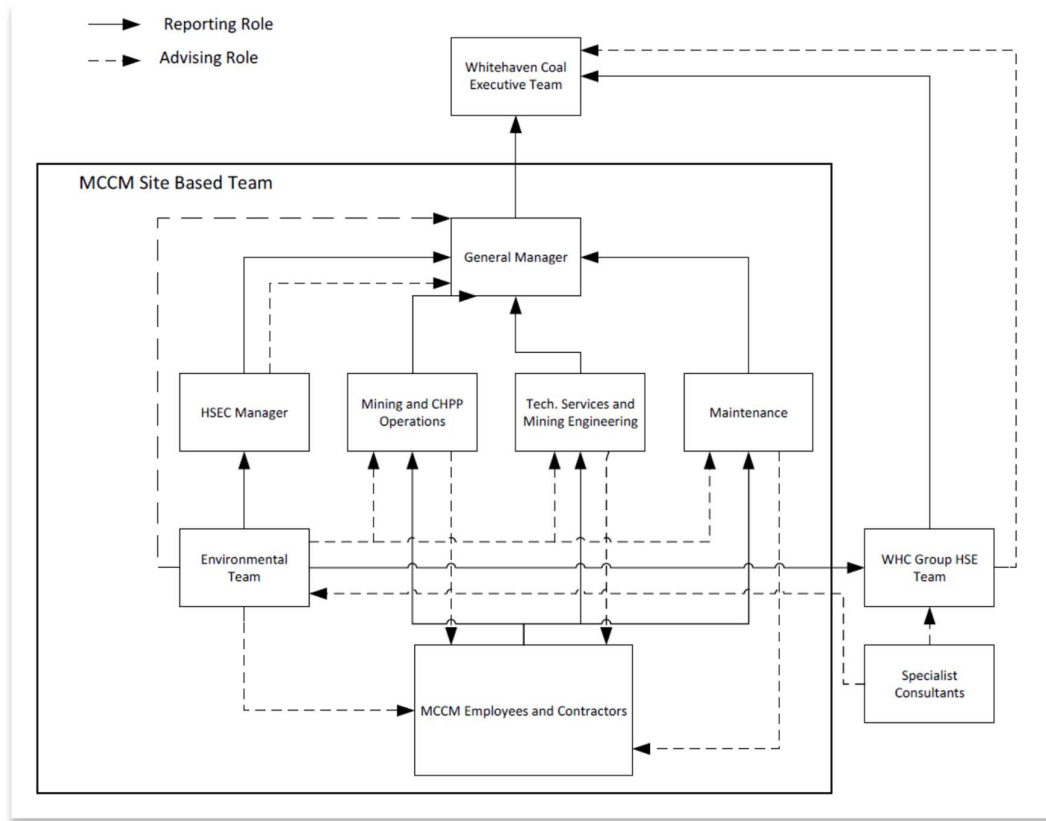 Reporting Role
Advising Role
Whitehaven Coal
Executive Team
MCCM Site Based Team
General Manager
HSEC Manager
Mining and CHPP
Operations
Tech. Services and
Mining Engineering
Maintenance
Environmental
Team
WHC Group HSE
Team
MCCM Employees and Contractors
Specialist
Consultants